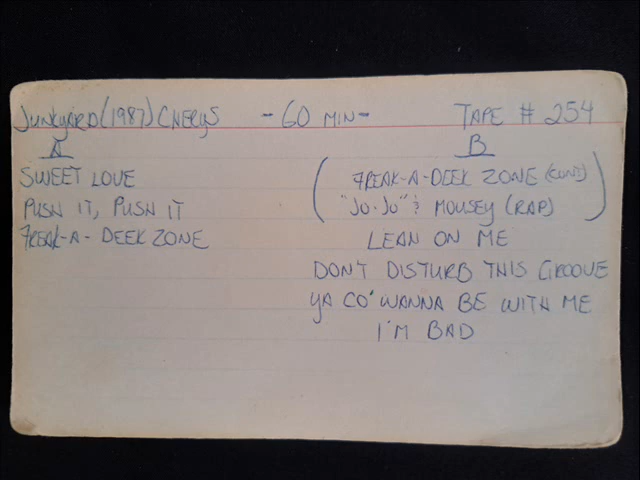 JUNKYARD (1987) CHERYS -60 MIN- TAPE # 254
A
SWEET LOVE
PUSH IT, PUSH IT
FREAK-A-DEEK ZONE
B
(FREAK-A-DEEK ZONE (CONT)
"JO-JO" & MOUSEY (RAP))
LEAN ON ME
DON'T DISTURB THIS GROOVE
YA CO' WANNA BE WITH ME
I'M BAD